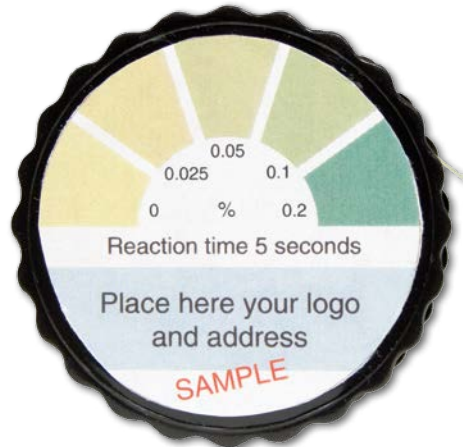 0.05
0.025 0.1
0 % 0.2
Reaction time 5 seconds
Place here your logo
and address
SAMPLE